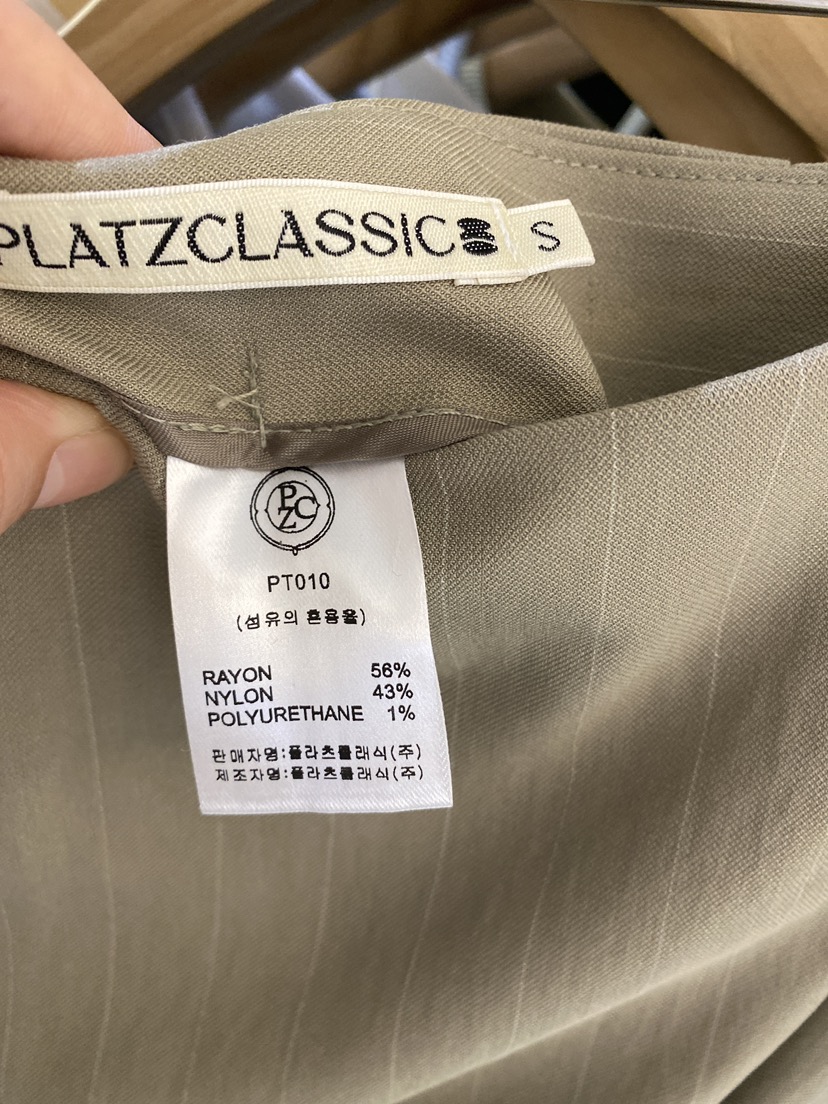 PLATZCLASSIC S
PZC
PT010
(섬유의 혼용율)
RAYON 56%
NYLON 43%
POLYURETHANE 1%
판매자명:플라츠클래식(주)
제조자명:플라츠클래식(주)